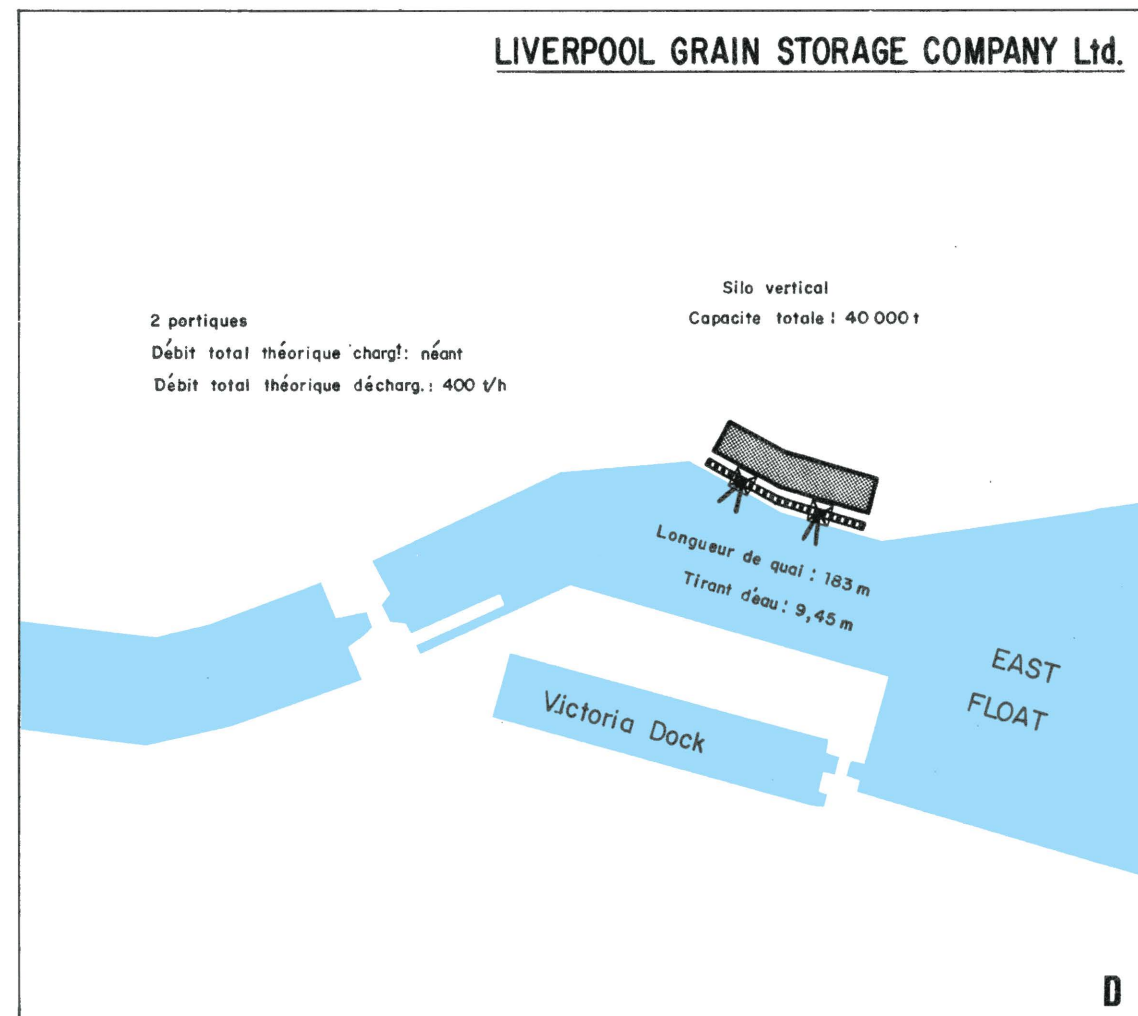 LIVERPOOL GRAIN STORAGE COMPANY Ltd.
Silo vertical
Capacite totale : 40 000 t
2 portiques
Débit total théorique charg! : néant
Débit total théorique décharg. : 400 t/h
Longueur de quai : 183 m
Tirant d'eau : 9,45 m
EAST
FLOAT
Victoria Dock
D